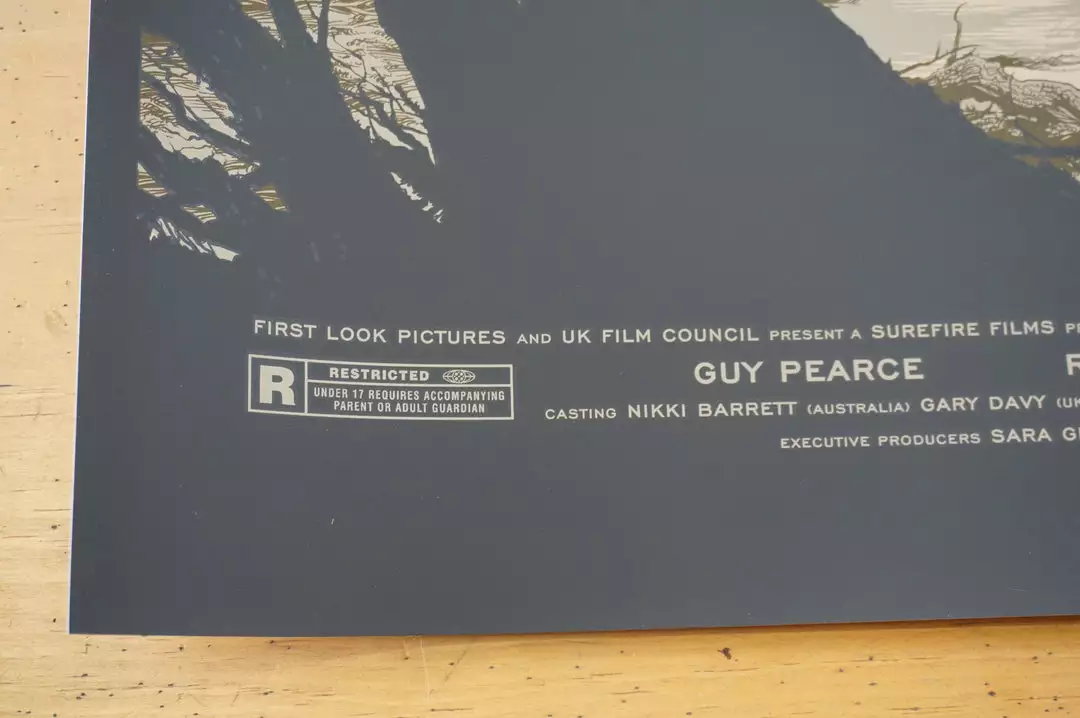 FIRST LOOK PICTURES AND UK FILM COUNCIL PRESENT A SUREFIRE FILMS
GUY PEARCE
R RESTRICTED
UNDER 17 REQUIRES ACCOMPANYING
PARENT OR ADULT GUARDIAN
CASTING NIKKI BARRETT (AUSTRALIA) GARY DAVY (UK
EXECUTIVE PRODUCERS SARA